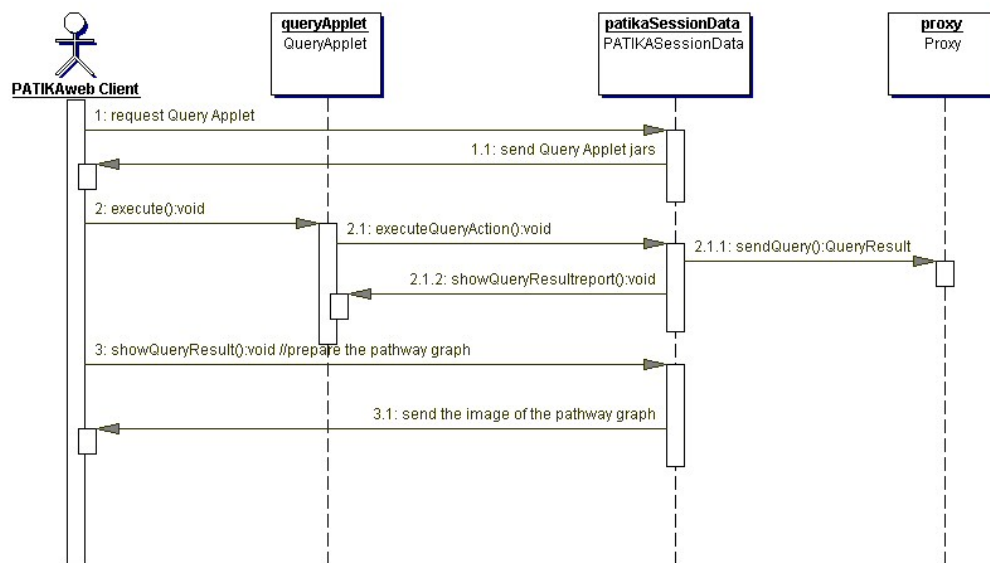 queryApplet
QueryApplet
patikaSessionData
PATIKASessionData
proxy
Proxy
PATIKAweb Client
1: request Query Applet
1.1: send Query Applet jars
2: execute():void
2.1: executeQueryAction():void
2.1.1: sendQuery():QueryResult
2.1.2: showQueryResultreport():void
3: showQueryResult():void //prepare the pathway graph
3.1: send the image of the pathway graph